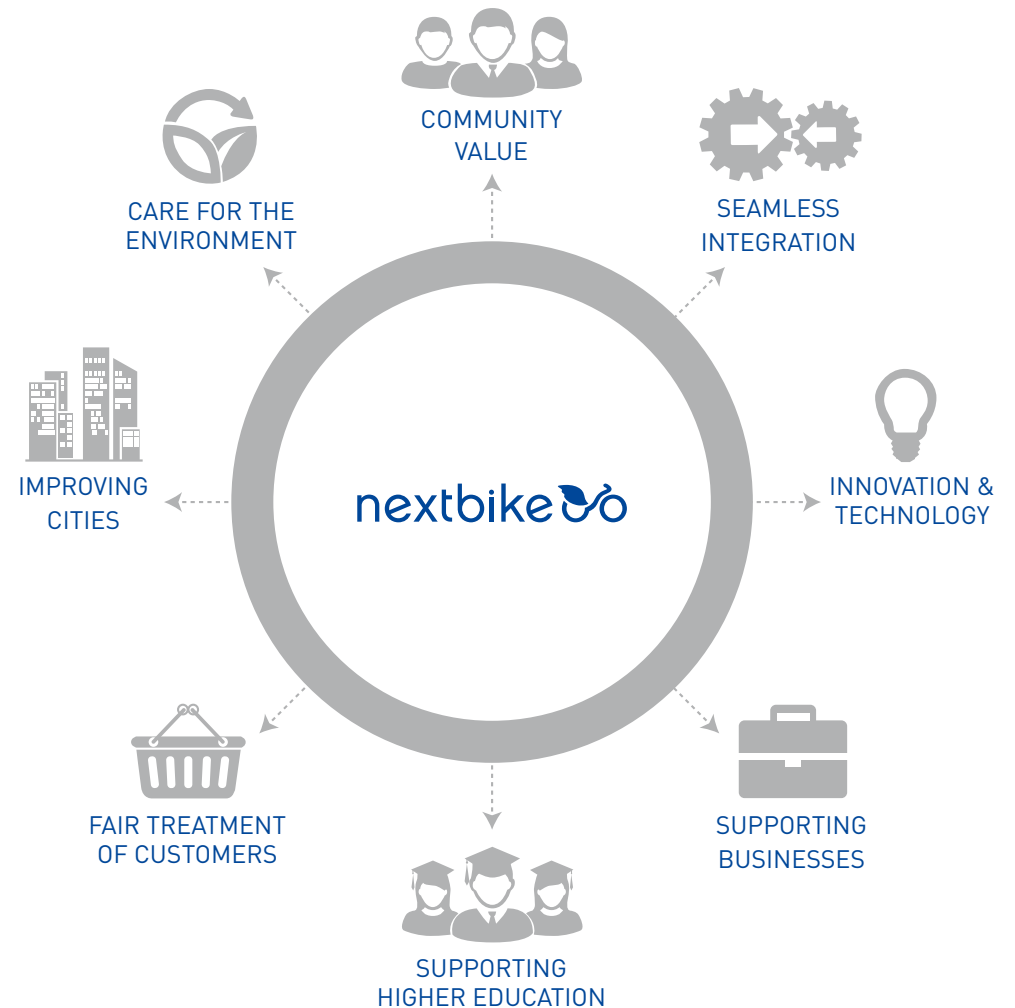 COMMUNITY
VALUE
SEAMLESS
INTEGRATION
INNOVATION &
TECHNOLOGY
SUPPORTING
BUSINESSES
SUPPORTING
HIGHER EDUCATION
FAIR TREATMENT
OF CUSTOMERS
IMPROVING
CITIES
CARE FOR THE
ENVIRONMENT
nextbike